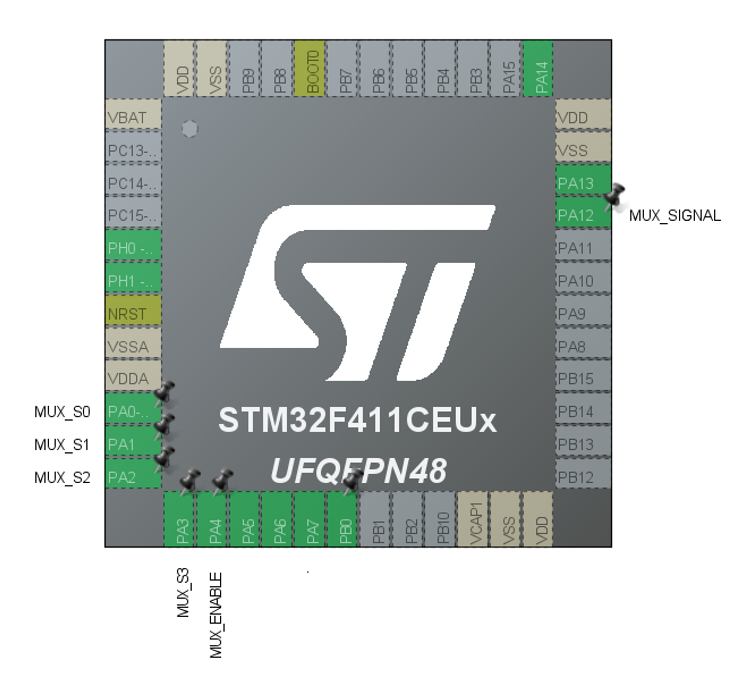 VDD
VSS
PB9
PB8
BOOT0
PB7
PB6
PB5
PB4
PB3
PA15
PA14
VBAT
PC13-..
PC14-..
PC15-..
PH0 -..
PH1 -..
NRST
VSSA
VDDA
MUX_S0 PA0-..
MUX_S1 PA1
MUX_S2 PA2
VDD
VSS
PA13
PA12 MUX_SIGNAL
PA11
PA10
PA9
PA8
PB15
PB14
PB13
PB12
ST
STM32F411CEUx
UFQFPN48
PA3
PA4
PA5
PA6
PA7
PB0
PB1
PB2
PB10
VCAP1
VSS
VDD
MUX_S3
MUX_ENABLE